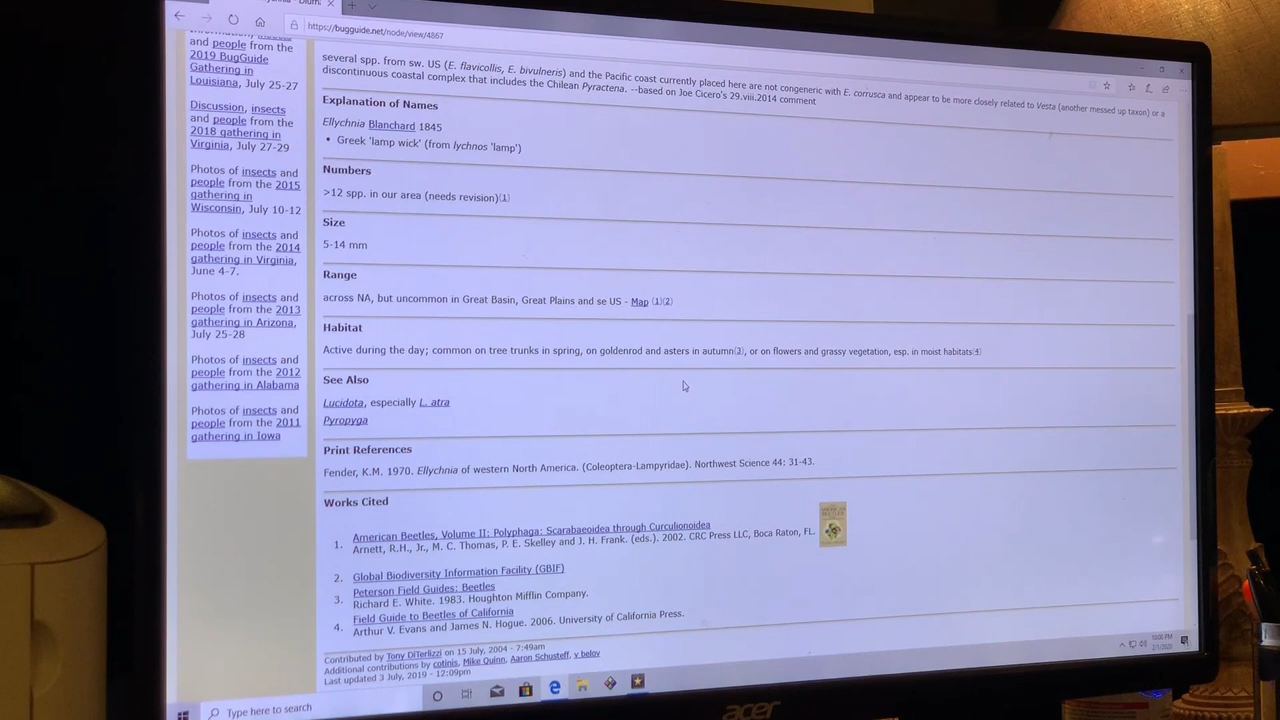 https://bugguide.net/node/view/4867
and people from the
2019 BugGuide
Gathering in
Louisiana, July 25-27
Discussion, insects
and people from the
2018 gathering in
Virginia, July 27-29
Photos of insects and
people from the 2015
gathering in
Wisconsin, July 10-12
Photos of insects and
people from the 2014
gathering in Virginia,
June 4-7.
Photos of insects and
people from the 2013
gathering in Arizona,
July 25-28
Photos of insects and
people from the 2012
gathering in Alabama
Photos of insects and
people from the 2011
gathering in Iowa
several spp. from sw. US (E. flavicollis, E. bivulneris) and the Pacific coast currently placed here are not congeneric with E. corrusca and appear to be more closely related to Vesta (another messed up taxon) or a
discontinuous coastal complex that includes the Chilean Pyractena. --based on Joe Cicero's 29.viii.2014 comment
Explanation of Names
Ellychnia Blanchard 1845
• Greek 'lamp wick' (from lychnos 'lamp')
Numbers
>12 spp. in our area (needs revision)(1)
Size
5-14 mm
Range
across NA, but uncommon in Great Basin, Great Plains and se US - Map (1)(2)
Habitat
Active during the day; common on tree trunks in spring, on goldenrod and asters in autumn(3), or on flowers and grassy vegetation, esp. in moist habitats(4)
See Also
Lucidota, especially L. atra
Pyropyga
Print References
Fender, K.M. 1970. Ellychnia of western North America. (Coleoptera-Lampyridae). Northwest Science 44: 31-43.
Works Cited
1. American Beetles, Volume II: Polyphaga: Scarabaeoidea through Curculionoidea
Arnett, R.H., Jr., M. C. Thomas, P. E. Skelley and J. H. Frank. (eds.). 2002. CRC Press LLC, Boca Raton, FL.
2. Global Biodiversity Information Facility (GBIF)
3. Peterson Field Guides: Beetles
Richard E. White. 1983. Houghton Mifflin Company.
4. Field Guide to Beetles of California
Arthur V. Evans and James N. Hogue. 2006. University of California Press.
Contributed by Tony DiTerlizzi on 15 July, 2004 - 7:49am
Additional contributions by cotinis, Mike Quinn, Aaron Schusteff, v belov
Last updated 3 July, 2019 - 12:09pm
Type here to search
10:00 PM
acer